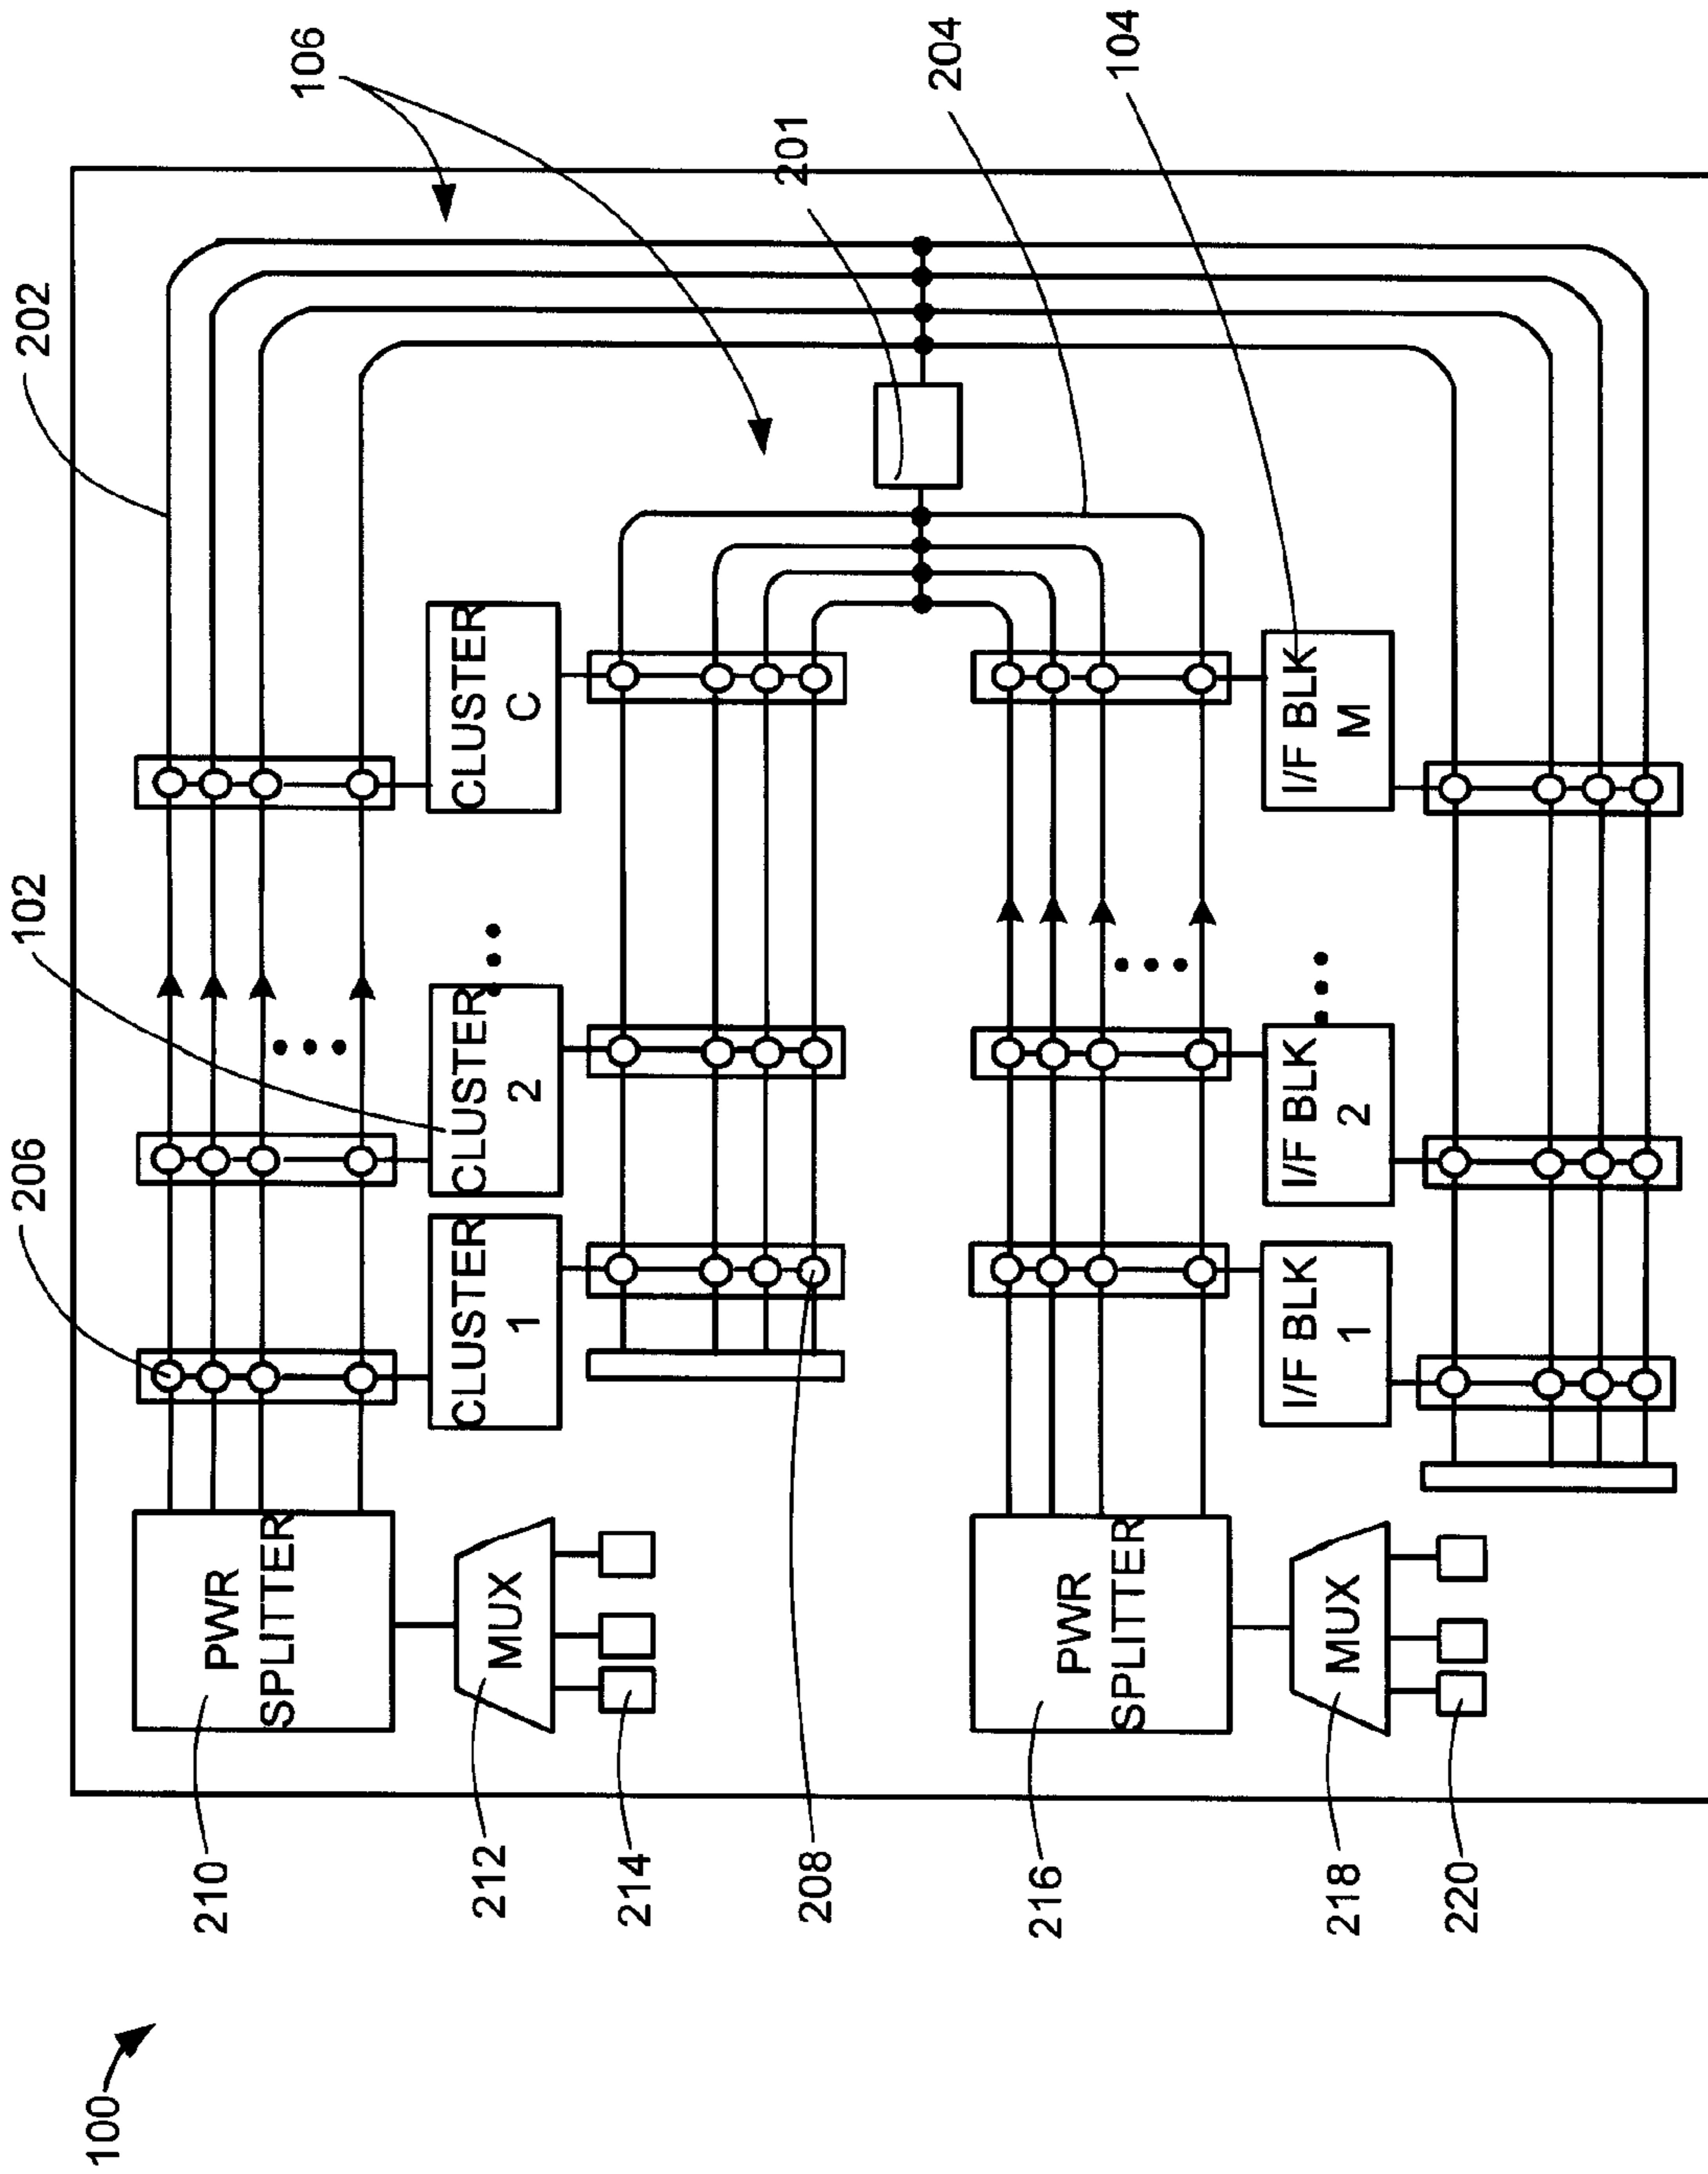 100
106
202
201
204
104
102
206
CLUSTER
C
CLUSTER
2
CLUSTER
1
I/F BLK
M
I/F BLK
2
I/F BLK
1
PWR
SPLITTER
MUX
PWR
SPLITTER
MUX
210
212
214
208
216
218
220